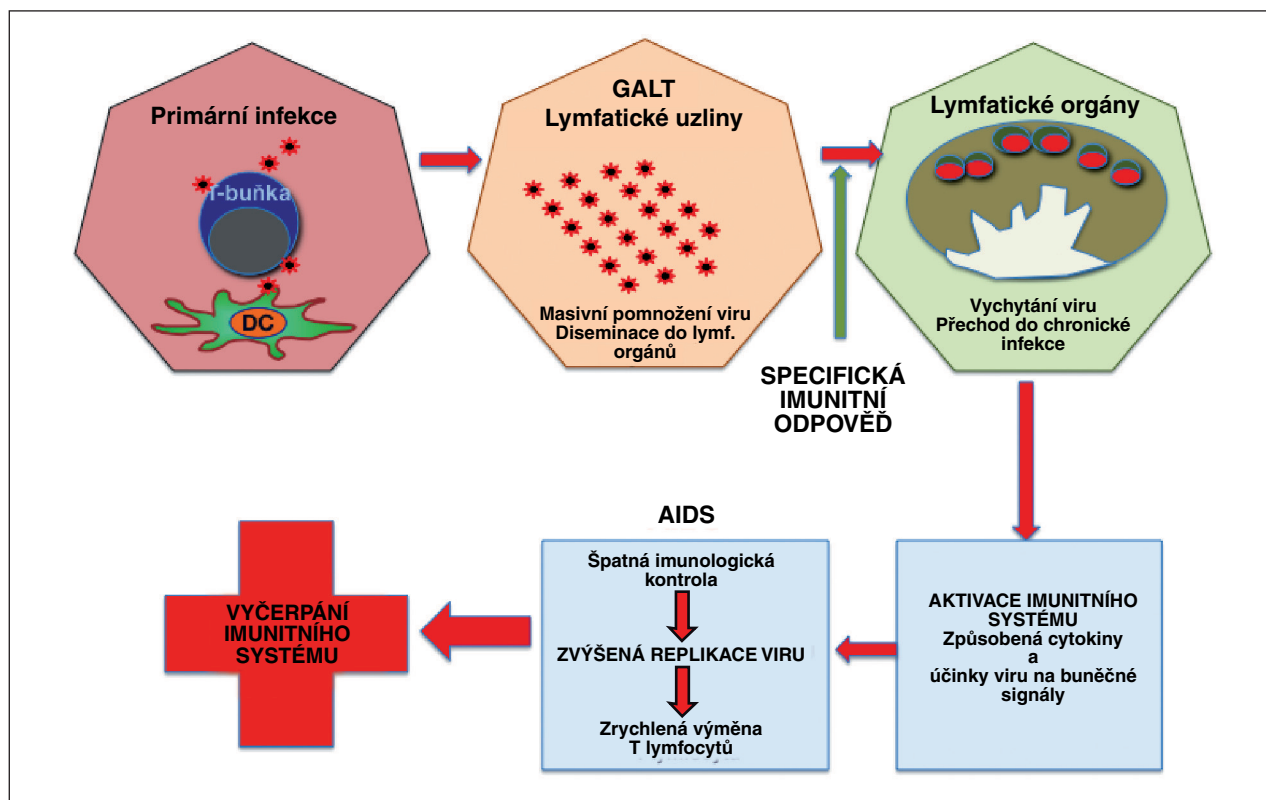 Primární infekce
T-buňka
DC
GALT
Lymfatické uzliny
Masivní pomnožení viru
Diseminace do lymf.
orgánů
SPECIFICKÁ
IMUNITNÍ
ODPOVĚĎ
Lymfatické orgány
Vychytání viru
Přechod do chronické
infekce
AKTIVACE IMUNITNÍHO
SYSTÉMU
Způsobená cytokiny
a
účinky viru na buněčné
signály
AIDS
Špatná imunologická
kontrola
ZVÝŠENÁ REPLIKACE VIRU
Zrychlená výměna
T lymfocytů
VYČERPÁNÍ
IMUNITNÍHO
SYSTÉMU